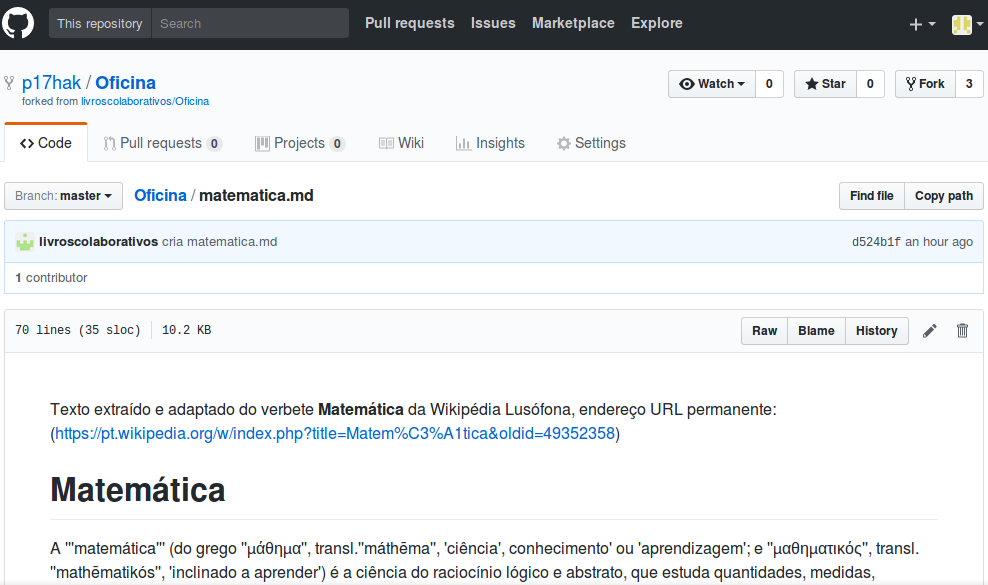 This repository Search Pull requests Issues Marketplace Explore
p17hak / Oficina Watch 0 Star 0 Fork 3
forked from livroscolaborativos/Oficina
Code Pull requests 0 Projects 0 Wiki Insights Settings
Branch: master Oficina / matematica.md Find file Copy path
livroscolaborativos cria matematica.md d524b1f an hour ago
1 contributor
70 lines (35 sloc) 10.2 KB Raw Blame History
Texto extraído e adaptado do verbete Matemática da Wikipédia Lusófona, endereço URL permanente:
(https://pt.wikipedia.org/w/index.php?title=Matem%C3%A1tica&oldid=49352358)
Matemática
A '''matemática''' (do grego ''μάθημα'', transl.''máthēma'', 'ciência', conhecimento' ou 'aprendizagem'; e ''μαθηματικός'', transl.
''mathēmatikós'', 'inclinado a aprender') é a ciência do raciocínio lógico e abstrato, que estuda quantidades, medidas,